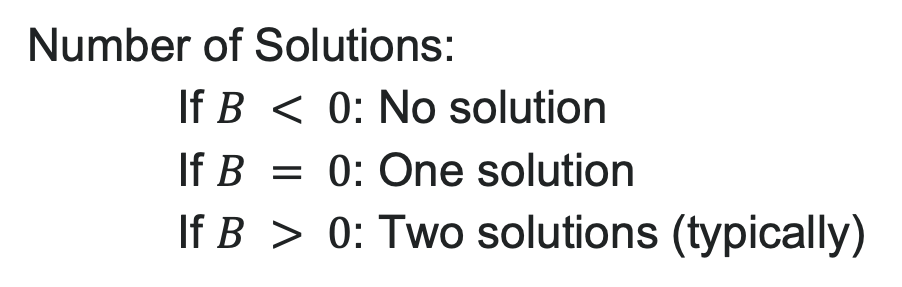 Number of Solutions:
If B < 0: No solution
If B = 0: One solution
If B > 0: Two solutions (typically)